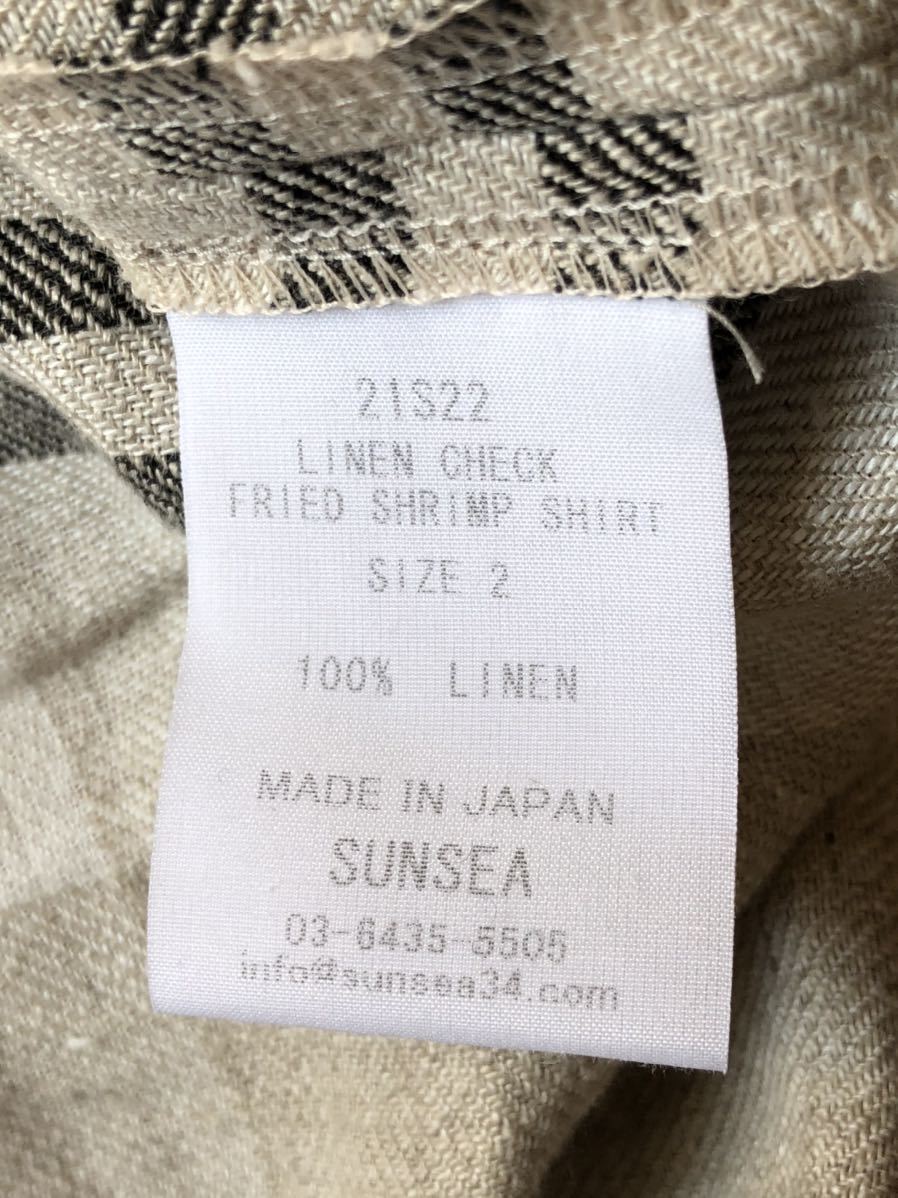 21S22
LINEN CHECK
FRIED SHRIMP SHIRT
SIZE 2
100% LINEN
MADE IN JAPAN
SUNSEA
03-6435-5505
info@sunsea34.com